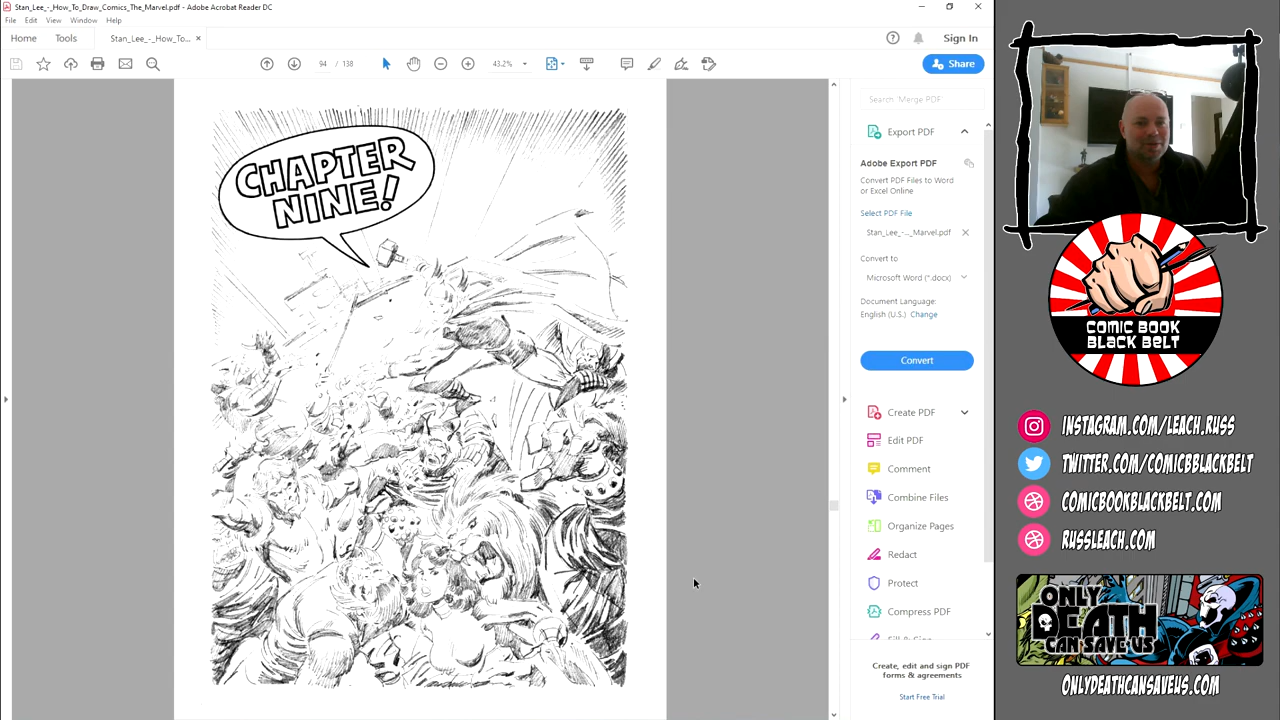 Stan_Lee_-_How_To_Draw_Comics_The_Marvel.pdf - Adobe Acrobat Reader DC
File Edit View Window Help
Home Tools Stan_Lee_-_How_To... × Sign In
94 / 138 43.2% Share
CHAPTER
NINE!
Search 'Merge PDF'
Export PDF
Adobe Export PDF
Convert PDF Files to Word
or Excel Online
Select PDF File
Stan_Lee_-..._Marvel.pdf
Convert to
Microsoft Word (*.docx)
Document Language:
English (U.S.) Change
Convert
Create PDF
Edit PDF
Comment
Combine Files
Organize Pages
Redact
Protect
Compress PDF
Fill & Sign
Create, edit and sign PDF
forms & agreements
Start Free Trial
COMIC BOOK
BLACK BELT
INSTAGRAM.COM/LEACH.RUSS
TWITTER.COM/COMICBBLACKBELT
COMICBOOKBLACKBELT.COM
RUSSLEACH.COM
ONLY
DEATH
CAN SAVE US
ONLYDEATHCANSAVEUS.COM